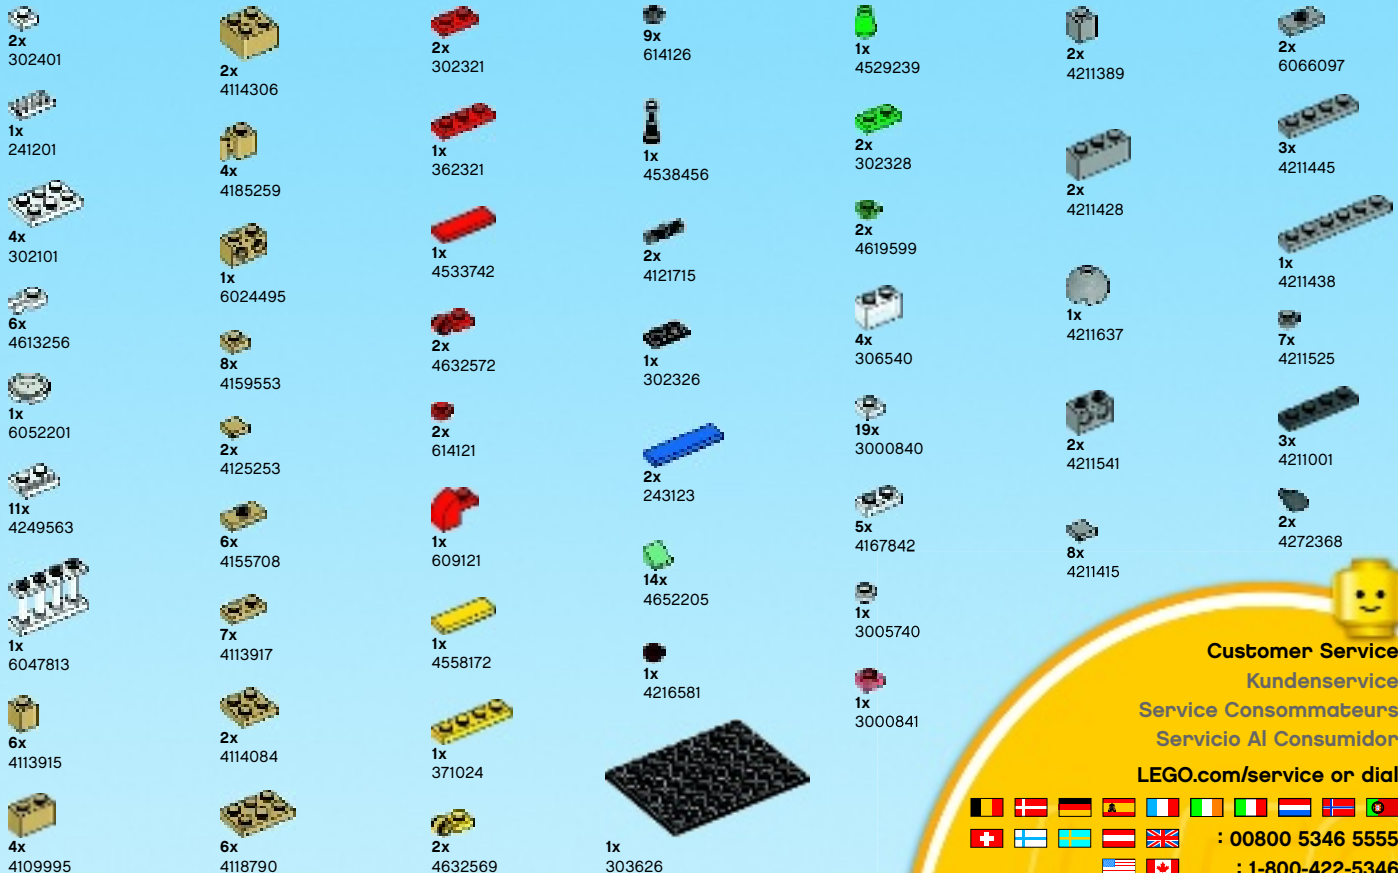 2x
302401
1x
241201
4x
302101
6x
4613256
1x
6052201
11x
4249563
1x
6047813
6x
4113915
4x
4109995
2x
4114306
4x
4185259
1x
6024495
8x
4159553
2x
4125253
6x
4155708
7x
4113917
2x
4114084
6x
4118790
2x
302321
1x
362321
1x
4533742
2x
4632572
2x
614121
1x
609121
1x
4558172
1x
371024
2x
4632569
9x
614126
1x
4538456
2x
4121715
1x
302326
2x
243123
14x
4652205
1x
4216581
1x
303626
1x
4529239
2x
302328
2x
4619599
4x
306540
19x
3000840
5x
4167842
1x
3005740
1x
3000841
2x
4211389
2x
4211428
1x
4211637
2x
4211541
8x
4211415
2x
6066097
3x
4211445
1x
4211438
7x
4211525
3x
4211001
2x
4272368
Customer Service
Kundenservice
Service Consommateurs
Servicio Al Consumidor
LEGO.com/service or dial
: 00800 5346 5555
: 1-800-422-5346